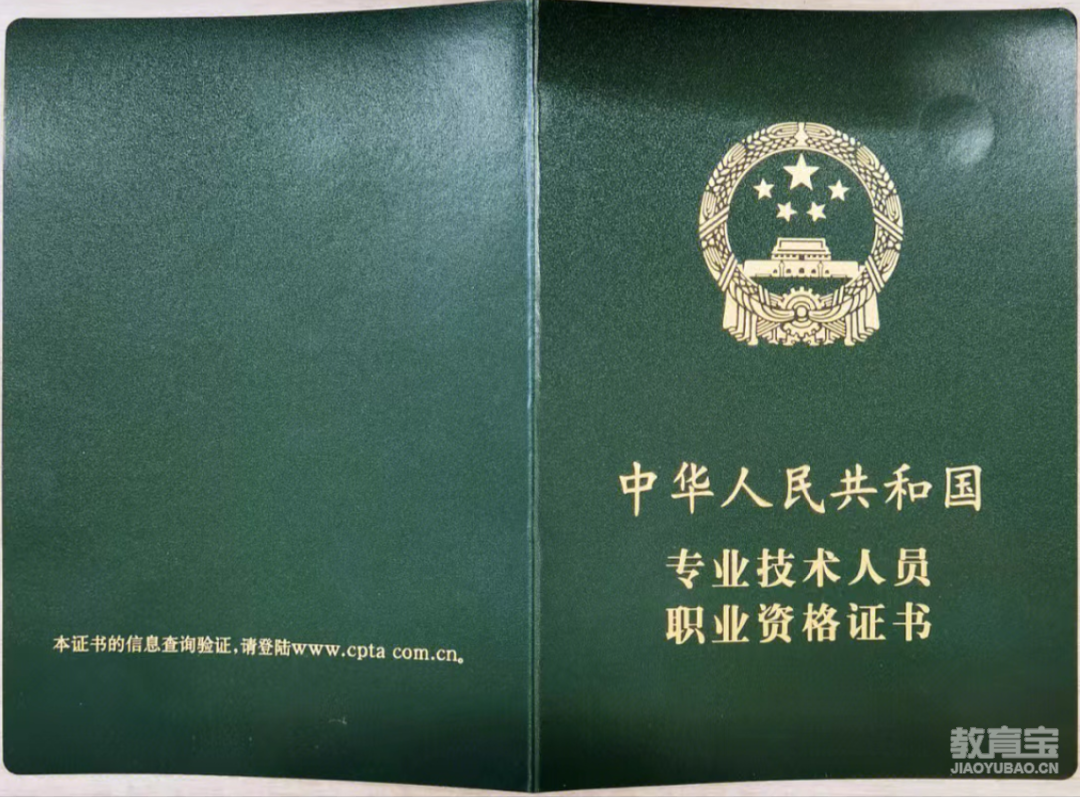 本证书的信息查询验证,请登陆www.cpta com.cn。
中华人民共和国
专业技术人员
职业资格证书
教育宝
JIAOYUBAO.CN